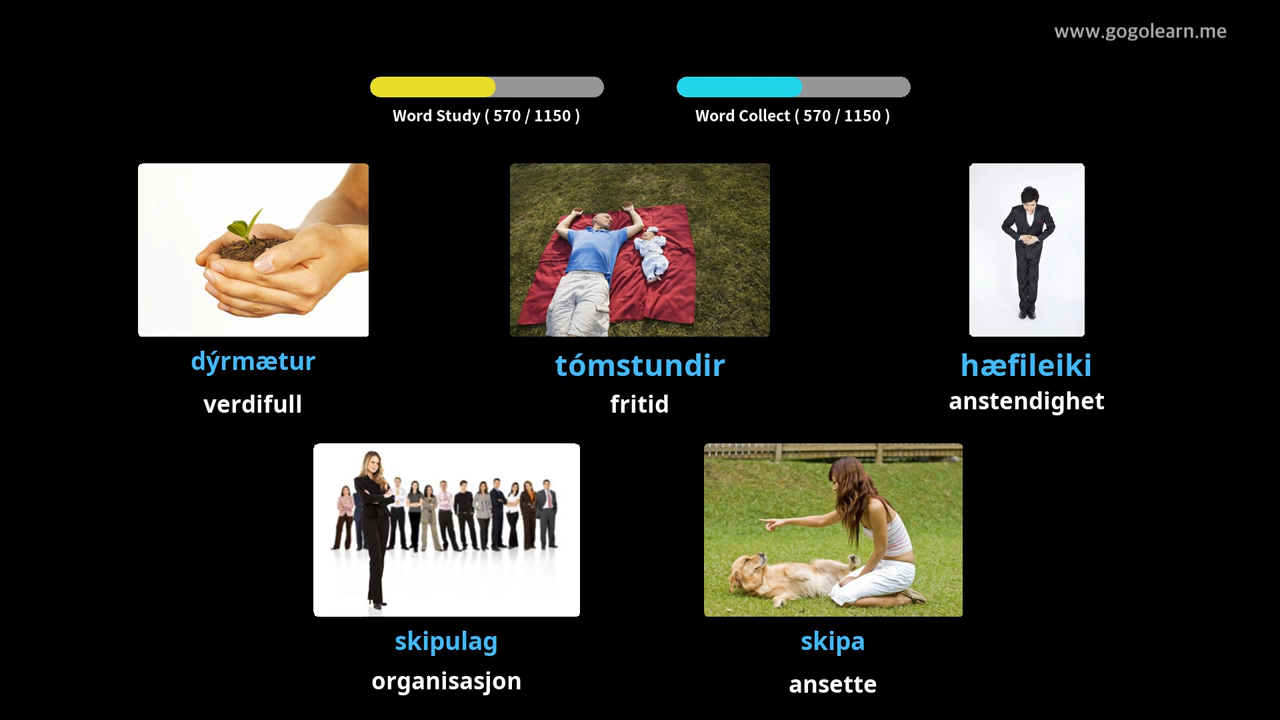 www.gogolearn.me
Word Study ( 570 / 1150 )
Word Collect ( 570 / 1150 )
dýrmætur
verdifull
tómstundir
fritid
hæfileiki
anstendighet
skipulag
organisasjon
skipa
ansette